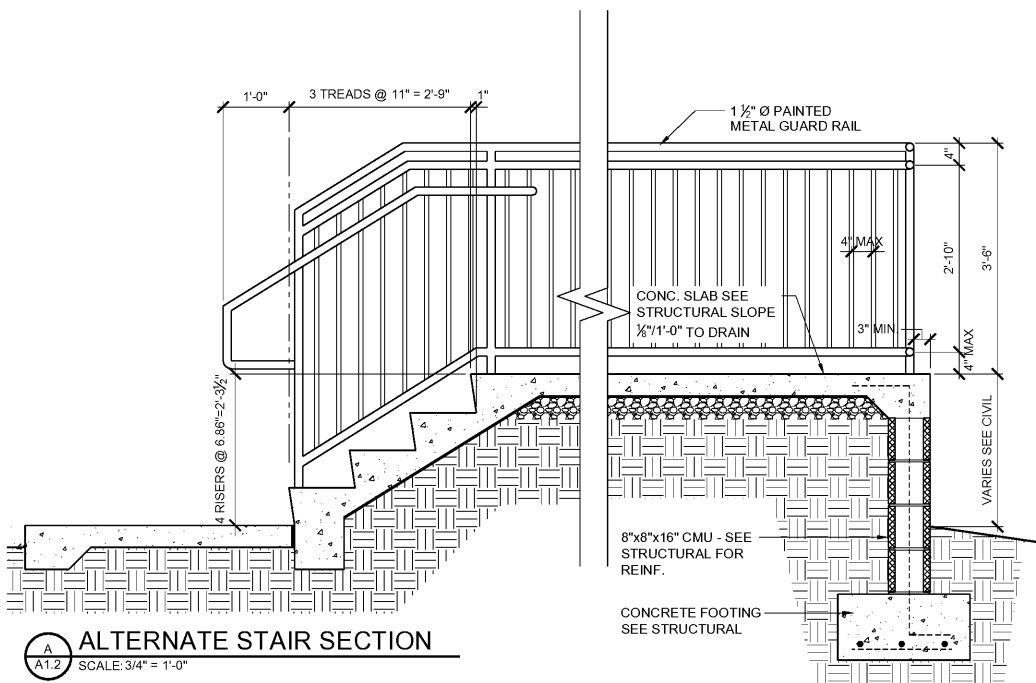 1'-0"
3 TREADS @ 11" = 2'-9"
1"
1 ½" Ø PAINTED
METAL GUARD RAIL
4"
4" MAX
2'-10"
3'-6"
CONC. SLAB SEE
STRUCTURAL SLOPE
⅛"/1'-0" TO DRAIN
3" MIN.
4" MAX
4 RISERS @ 6.86"=2'-3½"
VARIES SEE CIVIL
8"x8"x16" CMU - SEE
STRUCTURAL FOR
REINF.
CONCRETE FOOTING
SEE STRUCTURAL
A
A1.2
ALTERNATE STAIR SECTION
SCALE: 3/4" = 1'-0"